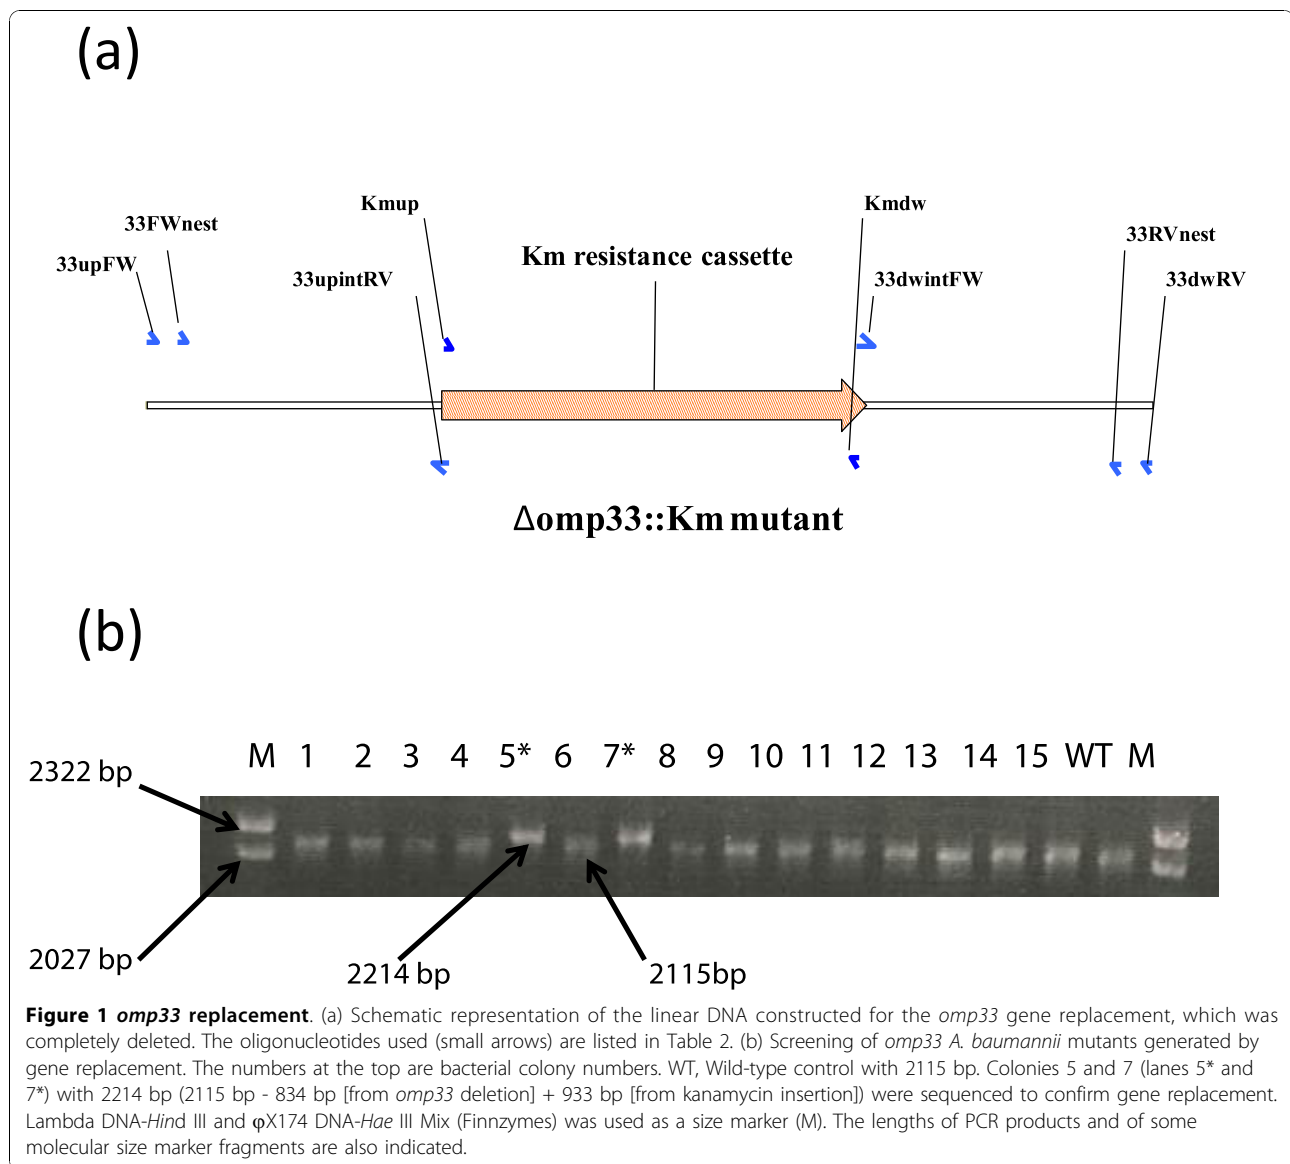 (a)
Kmup
Kmdw
33FWnest
33RVnest
33upFW
33upintRV
Km resistance cassette
33dwintFW
33dwRV
Δomp33::Km mutant
(b)
M 1 2 3 4 5* 6 7* 8 9 10 11 12 13 14 15 WT M
2322 bp
2027 bp
2214 bp
2115bp
Figure 1 omp33 replacement. (a) Schematic representation of the linear DNA constructed for the omp33 gene replacement, which was
completely deleted. The oligonucleotides used (small arrows) are listed in Table 2. (b) Screening of omp33 A. baumannii mutants generated by
gene replacement. The numbers at the top are bacterial colony numbers. WT, Wild-type control with 2115 bp. Colonies 5 and 7 (lanes 5* and
7*) with 2214 bp (2115 bp - 834 bp [from omp33 deletion] + 933 bp [from kanamycin insertion]) were sequenced to confirm gene replacement.
Lambda DNA-Hind III and φX174 DNA-Hae III Mix (Finnzymes) was used as a size marker (M). The lengths of PCR products and of some
molecular size marker fragments are also indicated.